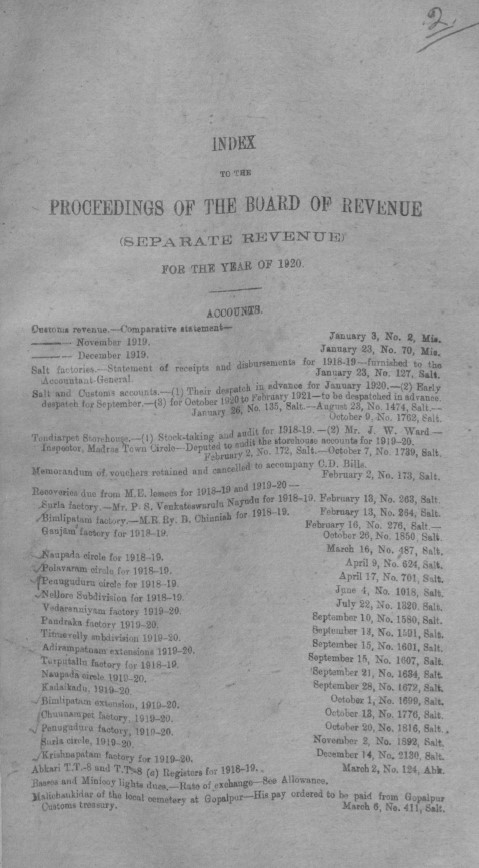 2
INDEX
TO THE
PROCEEDINGS OF THE BOARD OF REVENUE
(SEPARATE REVENUE)
FOR THE YEAR OF 1920.
ACCOUNTS.
Customs revenue.—Comparative statement—
——— November 1919. January 3, No. 2, Mis.
——— December 1919. January 23, No. 70, Mis.
Salt factories.—Statement of receipts and disbursements for 1918-19—furnished to the
Accountant-General. January 23, No. 127, Salt.
Salt and Customs accounts.—(1) Their despatch in advance for January 1920.—(2) Early
despatch for September.—(3) for October 1920 to February 1921—to be despatched in advance.
January 26, No. 135, Salt.—August 23, No. 1474, Salt.—
October 9, No. 1762, Salt.
Tondiarpet Storehouse.—(1) Stock-taking and audit for 1918-19.—(2) Mr. J. W. Ward—
Inspector, Madras Town Circle—Deputed to audit the storehouse accounts for 1919-20.
February 2, No. 172, Salt.—October 7, No. 1739, Salt.
Memorandum of vouchers retained and cancelled to accompany C.D. Bills.
February 2, No. 173, Salt.
Recoveries due from M.E. lessees for 1918-19 and 1919-20—
Surla factory.—Mr. P. S. Venkateswarulu Nayudu for 1918-19. February 13, No. 263, Salt.
Bimlipatam factory.—M.R. Ry. B. Chinniah for 1918-19. February 13, No. 264, Salt.
Ganjam factory for 1918-19. February 16, No. 276, Salt.—
October 26, No. 1850, Salt.
Naupada circle for 1918-19. March 16, No. 487, Salt.
Polavaram circle for 1918-19. April 9, No. 624, Salt.
Penuguduru circle for 1918-19. April 17, No. 701, Salt.
Nellore Subdivision for 1918-19. June 4, No. 1018, Salt.
Vedaranniyam factory 1919-20. July 22, No. 1320, Salt.
Pandraka factory 1919-20. September 10, No. 1580, Salt.
Tinnevelly subdivision 1919-20. September 13, No. 1591, Salt.
Adirampatnam extensions 1919-20. September 15, No. 1601, Salt.
Turputallu factory for 1918-19. September 15, No. 1607, Salt.
Naupada circle, 1919-20. September 21, No. 1634, Salt.
Kadaikadu, 1919-20. September 28, No. 1672, Salt.
Bimlipatam extension, 1919-20. October 1, No. 1699, Salt.
Chunampet factory, 1919-20. October 13, No. 1776, Salt.
Penuguduru factory, 1919-20. October 20, No. 1816, Salt.
Surla circle, 1919-20. November 2, No. 1892, Salt.
Krishnapatam factory for 1919-20. December 14, No. 2130, Salt.
Abkari T.T.-S and T.T-8 (a) Registers for 1918-19. March 2, No. 124, Abk.
Bassos and Minicoy lights dues.—Rate of exchange—See Allowance.
Malichaukidar of the local cemetery at Gopalpur—His pay ordered to be paid from Gopalpur
Customs treasury. March 6, No. 411, Salt.